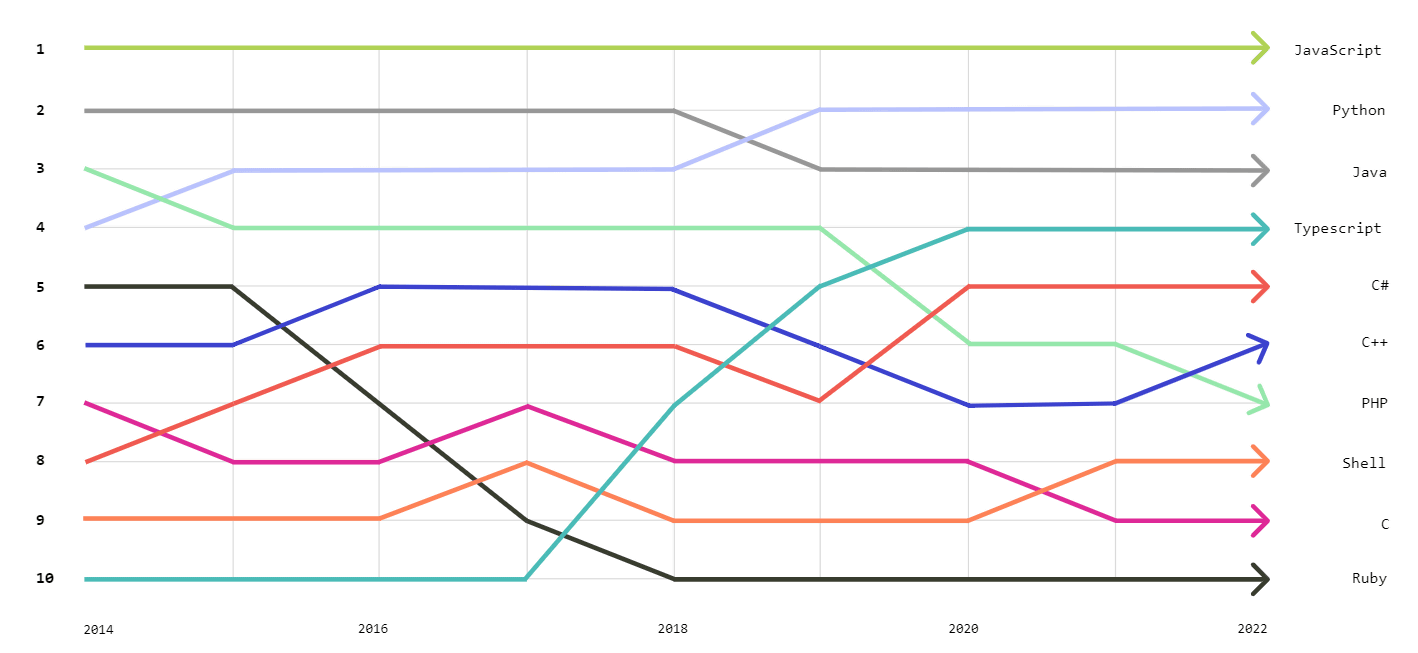 1 JavaScript
2 Python
3 Java
4 Typescript
5 C#
6 C++
7 PHP
8 Shell
9 C
10 Ruby
2014 2016 2018 2020 2022